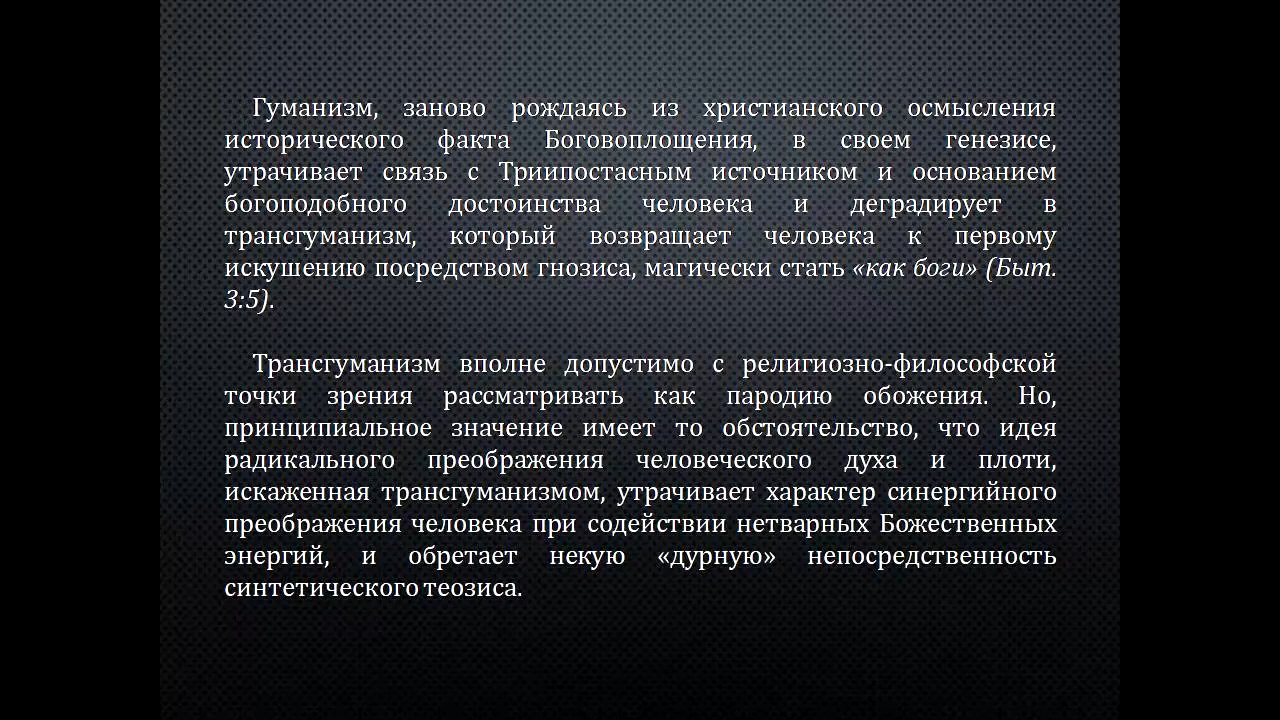 Гуманизм, заново рождаясь из христианского осмысления
исторического факта Боговоплощения, в своем генезисе,
утрачивает связь с Триипостасным источником и основанием
богоподобного достоинства человека и деградирует в
трансгуманизм, который возвращает человека к первому
искушению посредством гнозиса, магически стать «как боги» (Быт.
3:5).
Трансгуманизм вполне допустимо с религиозно-философской
точки зрения рассматривать как пародию обожения. Но,
принципиальное значение имеет то обстоятельство, что идея
радикального преображения человеческого духа и плоти,
искаженная трансгуманизмом, утрачивает характер синергийного
преображения человека при содействии нетварных Божественных
энергий, и обретает некую «дурную» непосредственность
синтетического теозиса.